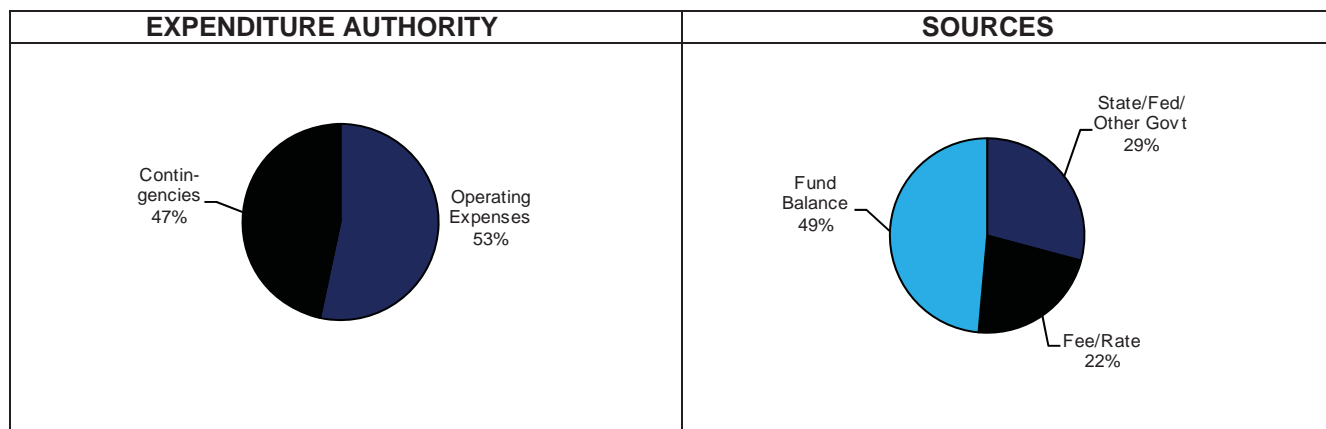 EXPENDITURE AUTHORITY
Contin-
gencies
47%
Operating
Expenses
53%
SOURCES
State/Fed/
Other Govt
29%
Fund
Balance
49%
Fee/Rate
22%